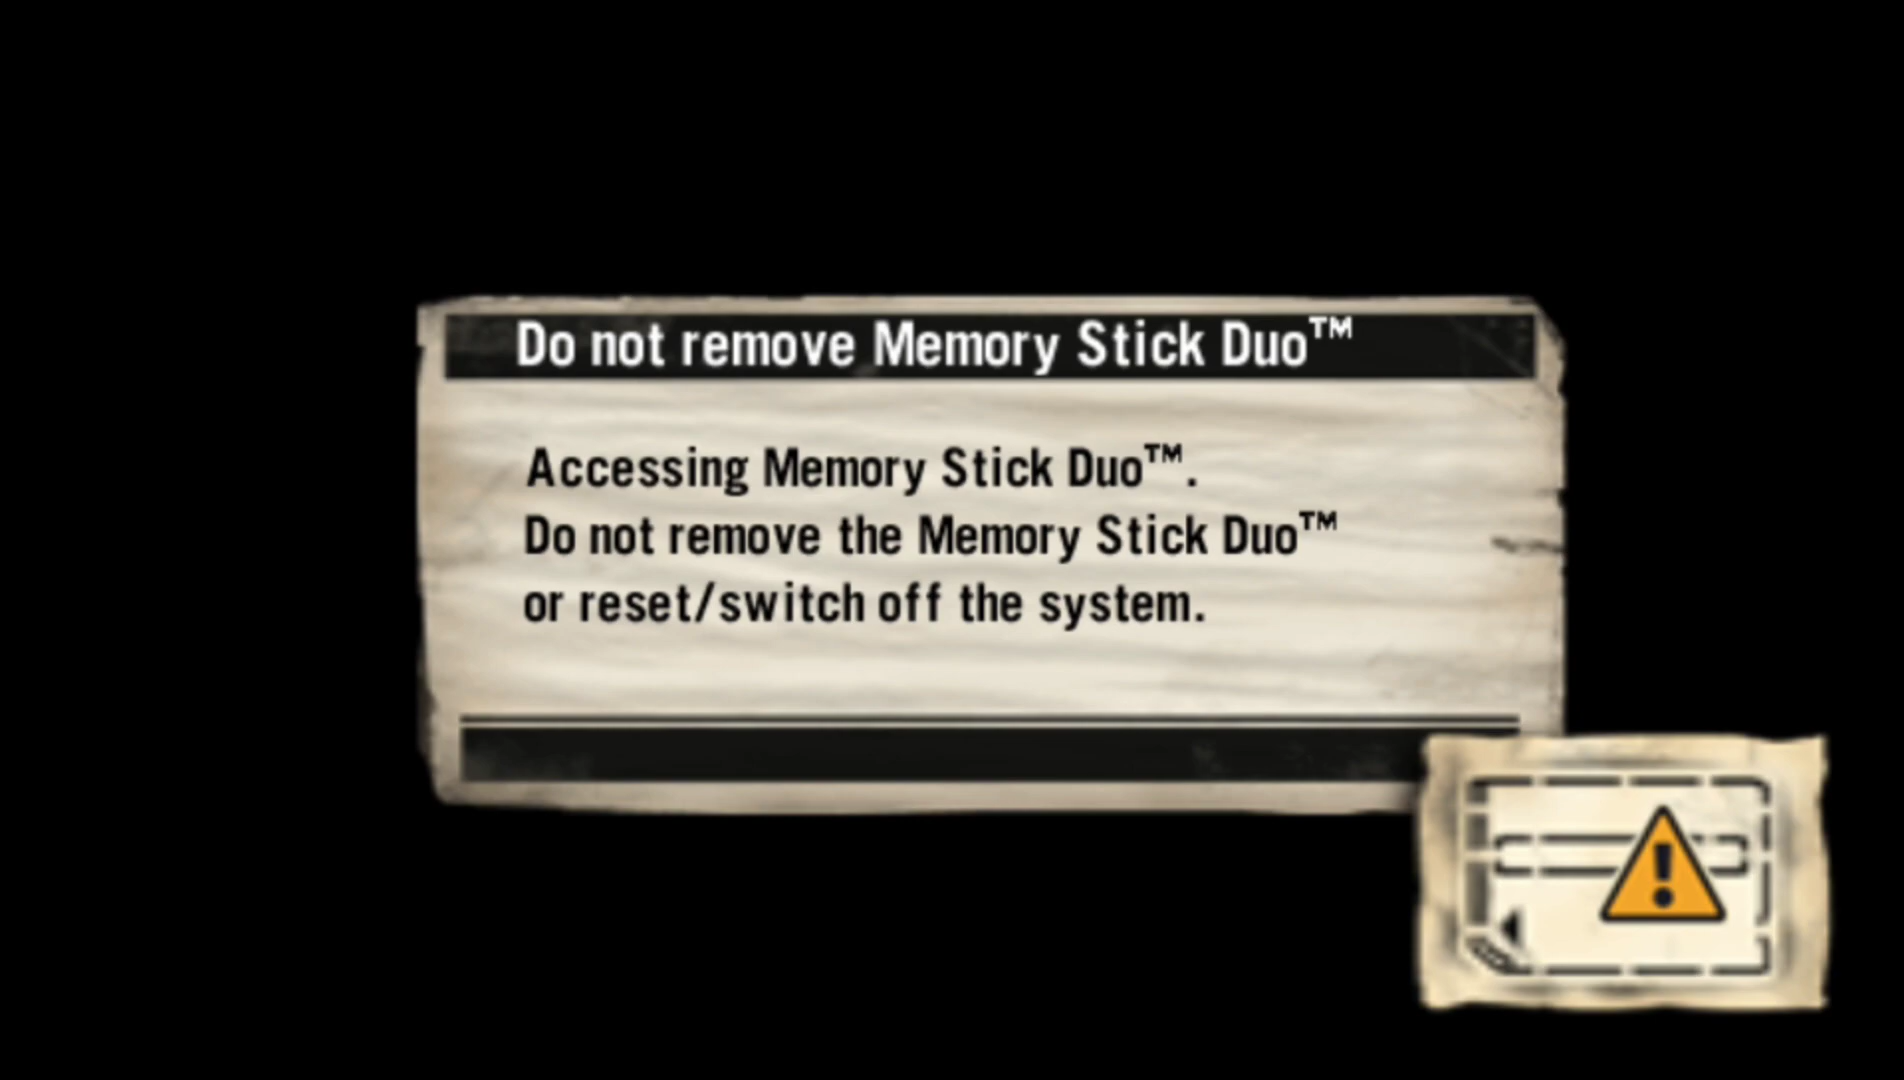 Do not remove Memory Stick Duo™
Accessing Memory Stick Duo™.
Do not remove the Memory Stick Duo™
or reset/switch off the system.